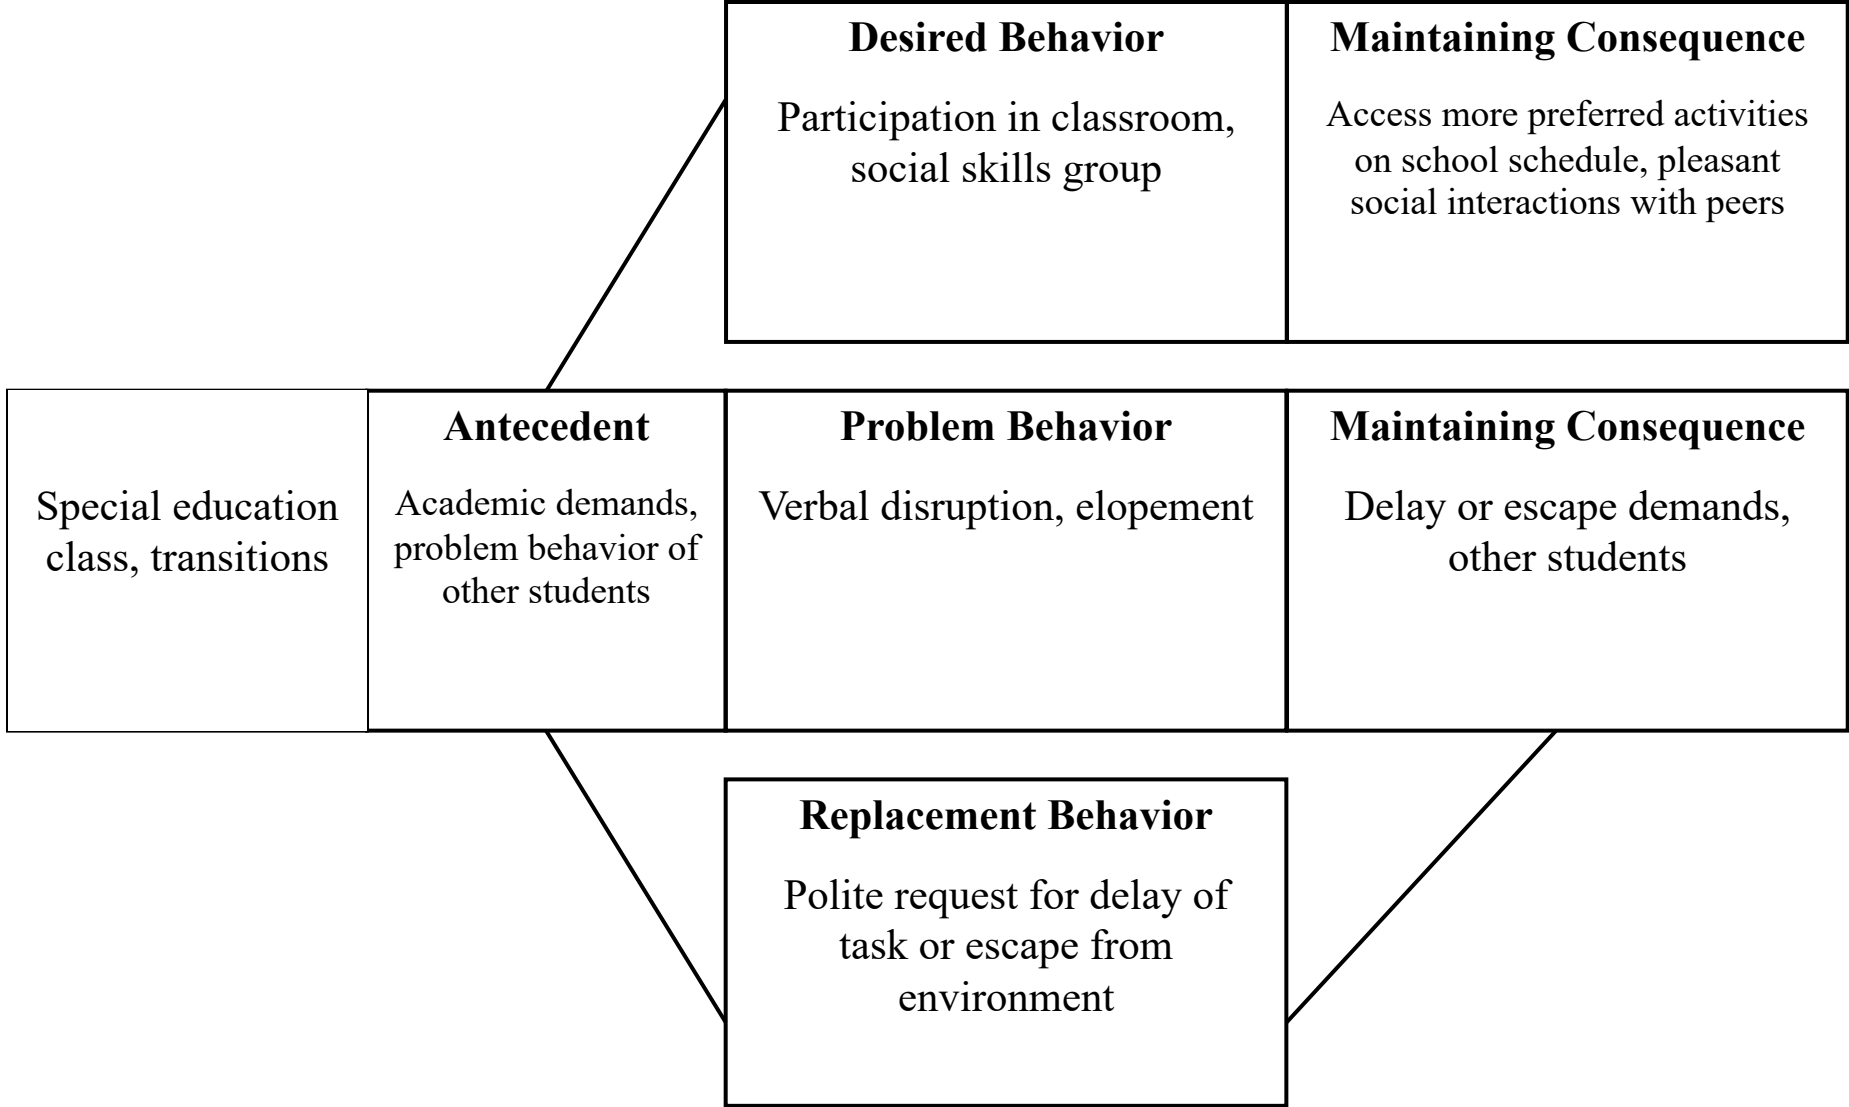 Desired Behavior
Participation in classroom,
social skills group
Maintaining Consequence
Access more preferred activities
on school schedule, pleasant
social interactions with peers
Special education
class, transitions
Antecedent
Academic demands,
problem behavior of
other students
Problem Behavior
Verbal disruption, elopement
Maintaining Consequence
Delay or escape demands,
other students
Replacement Behavior
Polite request for delay of
task or escape from
environment